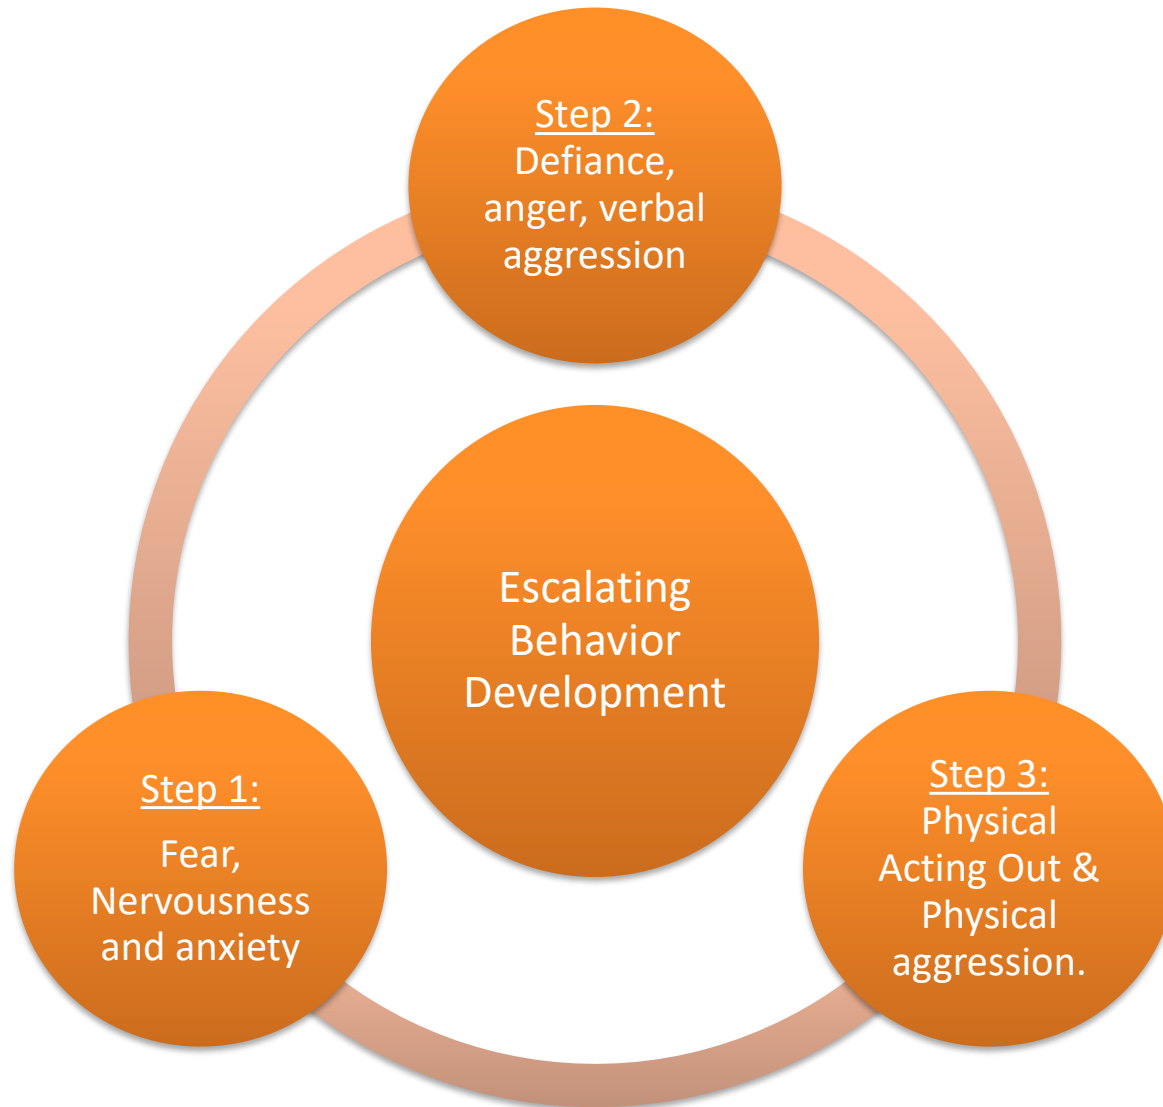 Step 2:
Defiance,
anger, verbal
aggression
Escalating
Behavior
Development
Step 1:
Fear,
Nervousness
and anxiety
Step 3:
Physical
Acting Out &
Physical
aggression.